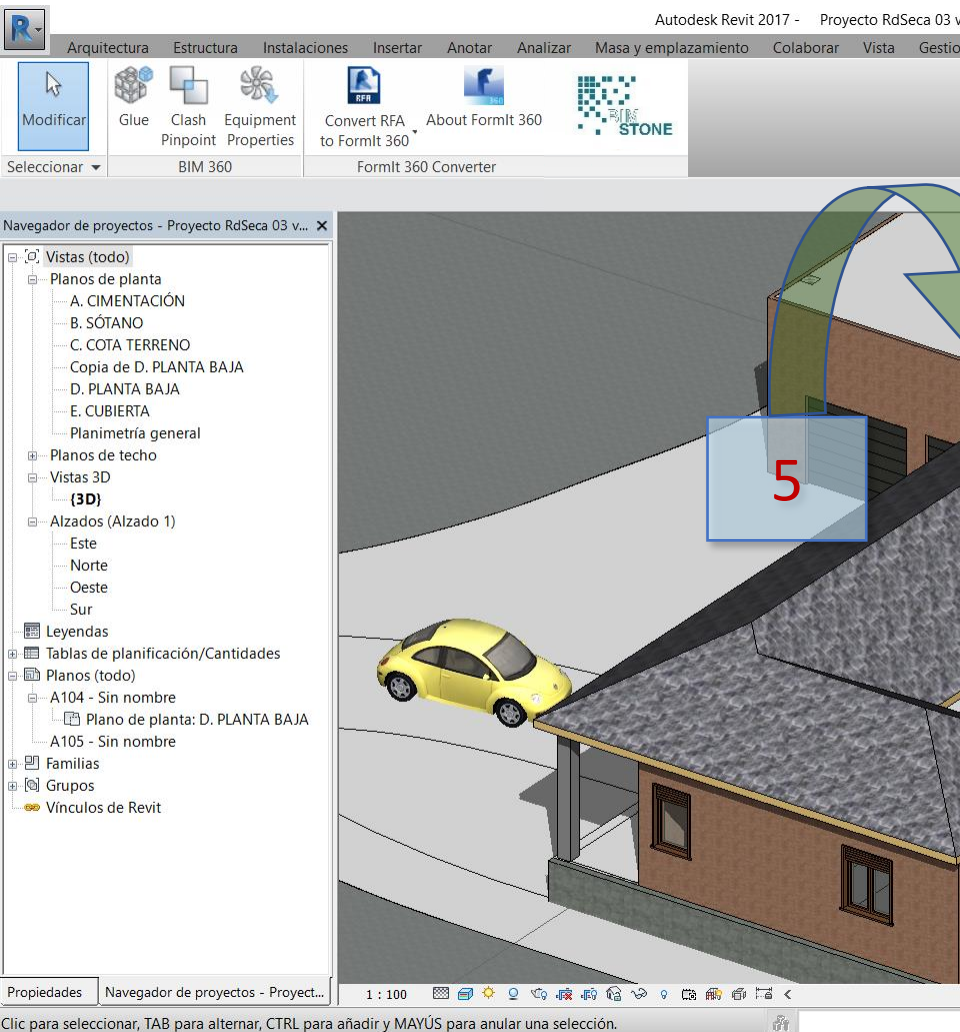 Autodesk Revit 2017 - Proyecto RdSeca 03 v
Arquitectura Estructura Instalaciones Insertar Anotar Analizar Masa y emplazamiento Colaborar Vista Gestio
Modificar
Glue
Clash
Pinpoint
Equipment
Properties
Convert RFA
to FormIt 360
About FormIt 360
RFA
360
BIM
STONE
Seleccionar
BIM 360
FormIt 360 Converter
Navegador de proyectos - Proyecto RdSeca 03 v...
Vistas (todo)
Planos de planta
A. CIMENTACIÓN
B. SÓTANO
C. COTA TERRENO
Copia de D. PLANTA BAJA
D. PLANTA BAJA
E. CUBIERTA
Planimetría general
Planos de techo
Vistas 3D
{3D}
Alzados (Alzado 1)
Este
Norte
Oeste
Sur
Leyendas
Tablas de planificación/Cantidades
Planos (todo)
A104 - Sin nombre
Plano de planta: D. PLANTA BAJA
A105 - Sin nombre
Familias
Grupos
Vínculos de Revit
5
Propiedades
Navegador de proyectos - Proyect...
1 : 100
Clic para seleccionar, TAB para alternar, CTRL para añadir y MAYÚS para anular una selección.